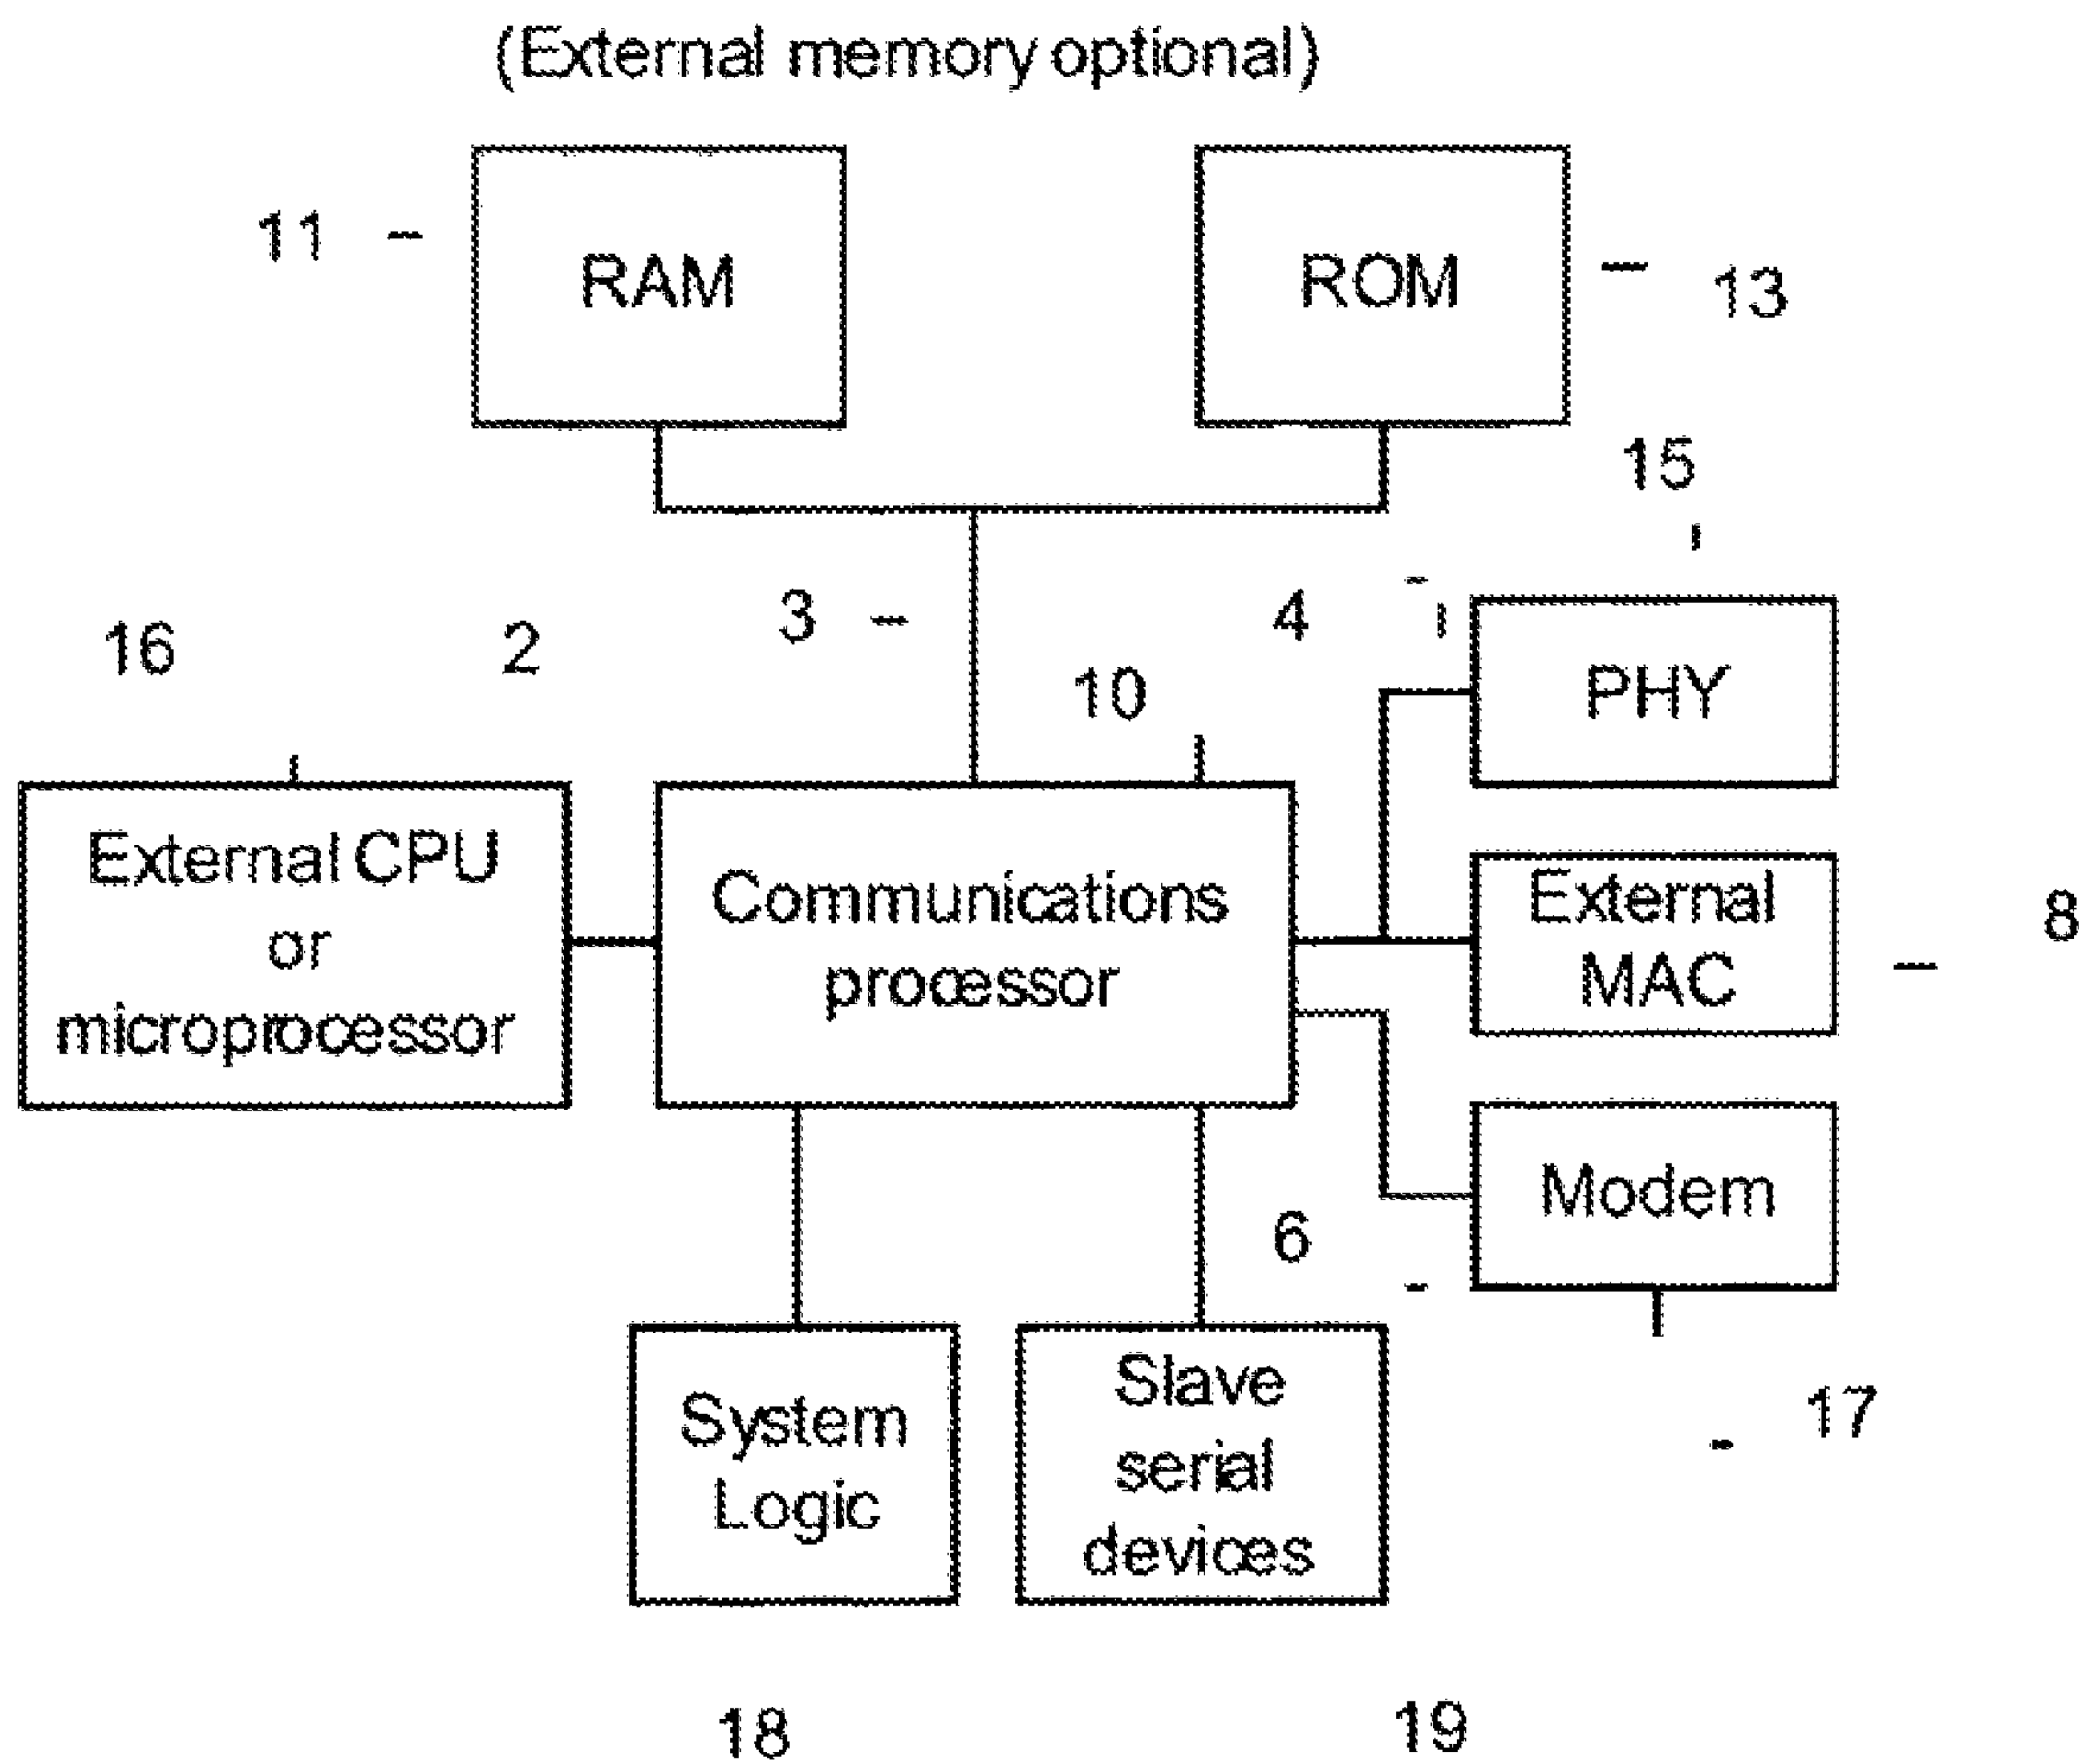 (External memory optional)
11
RAM
ROM
13
15
3
4
16
2
10
PHY
External CPU
or
microprocessor
Communications
processor
External
MAC
8
Modem
6
System
Logic
Slave
serial
devices
17
18
19